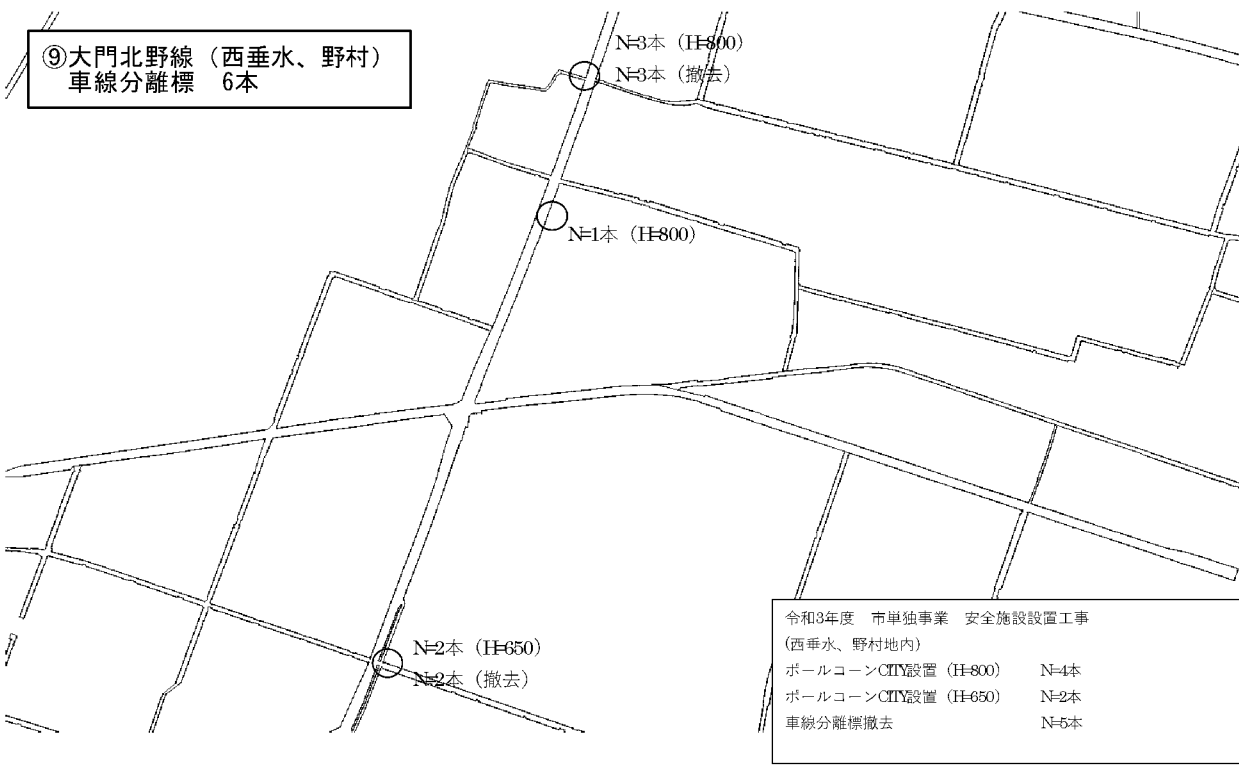 ⑨大門北野線（西垂水、野村）
車線分離標　6本
N=3本（H=800）
N=3本（撤去）
N=1本（H=800）
N=2本（H=650）
N=2本（撤去）
令和3年度　市単独事業　安全施設設置工事
(西垂水、野村地内)
ポールコーンCITY設置（H=800）　N=4本
ポールコーンCITY設置（H=650）　N=2本
車線分離標撤去　N=5本